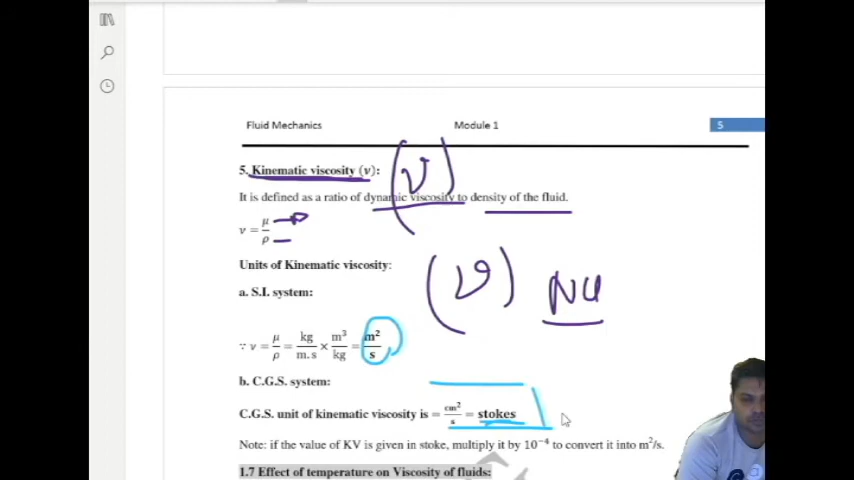 Fluid Mechanics Module 1 5
5. Kinematic viscosity (ν): (ν)
It is defined as a ratio of dynamic viscosity to density of the fluid.
ν = μ/ρ
Units of Kinematic viscosity:
(ν) NU
a. S.I. system:
∵ ν = μ/ρ = kg/m.s × m³/kg = m²/s
b. C.G.S. system:
C.G.S. unit of kinematic viscosity is = cm²/s = stokes
Note: if the value of KV is given in stoke, multiply it by 10⁻⁴ to convert it into m²/s.
1.7 Effect of temperature on Viscosity of fluids: